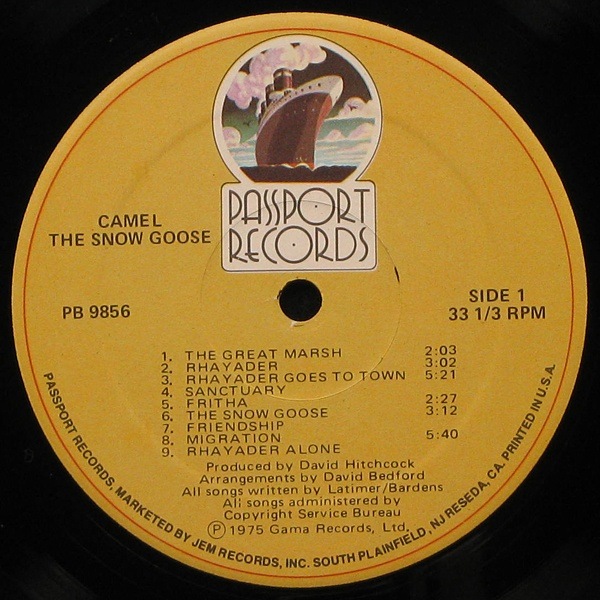 PASSPORT
RECORDS
CAMEL
THE SNOW GOOSE
PB 9856
SIDE 1
33 1/3 RPM
1. THE GREAT MARSH 2:03
2. RHAYADER 3:02
3. RHAYADER GOES TO TOWN 5:21
4. SANCTUARY
5. FRITHA 2:27
6. THE SNOW GOOSE 3:12
7. FRIENDSHIP
8. MIGRATION 5:40
9. RHAYADER ALONE
Produced by David Hitchcock
Arrangements by David Bedford
All songs written by Latimer/Bardens
All songs administered by
Copyright Service Bureau
Ⓟ 1975 Gama Records, Ltd.
PASSPORT RECORDS, MARKETED BY JEM RECORDS, INC. SOUTH PLAINFIELD, NJ RESEDA, CA. PRINTED IN U.S.A.